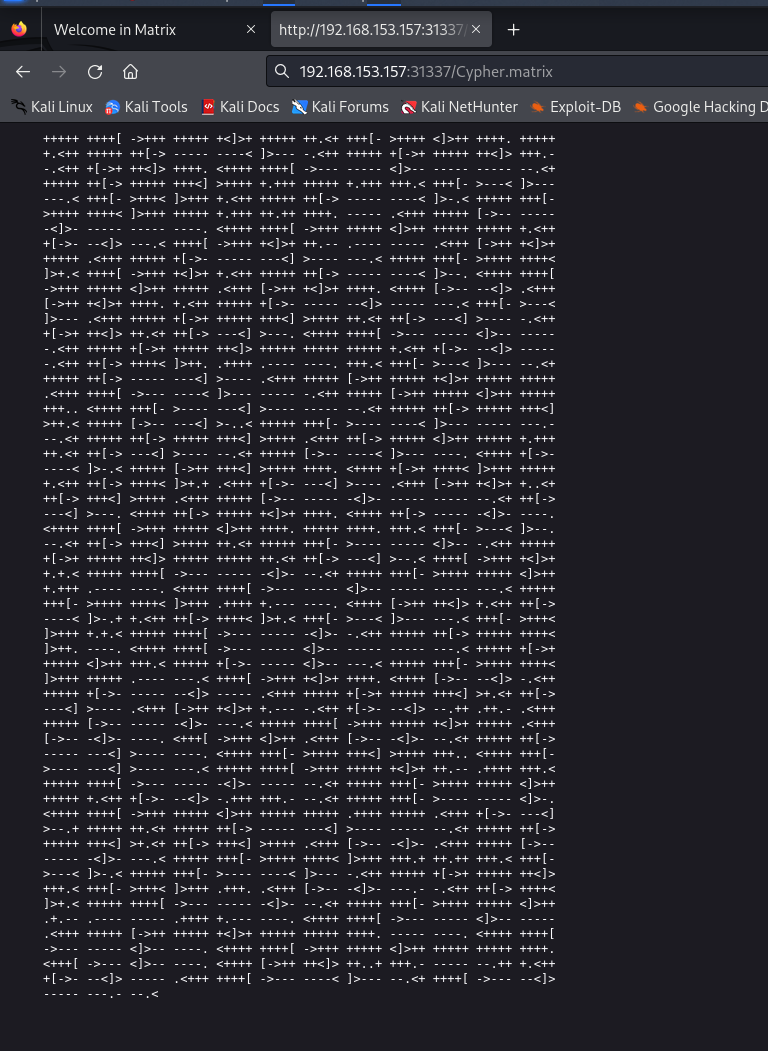 Welcome in Matrix
http://192.168.153.157:31337/
192.168.153.157:31337/Cypher.matrix
Kali Linux Kali Tools Kali Docs Kali Forums Kali NetHunter Exploit-DB Google Hacking D
+++++ ++++[ ->+++ +++++ +<]>+ +++++ ++.<+ +++[- >++++ <]>++ ++++. +++++
+.<++ +++++ ++[-> ----- ----< ]>--- -.<++ +++++ +[->+ +++++ ++<]> +++.-
-.<++ +[->+ ++<]> ++++. <++++ ++++[ ->--- ----- <]>-- ----- ----- --.<+
+++++ ++[-> +++++ +++<] >++++ +.+++ +++++ +.+++ +++.< +++[- >---< ]>---
---.< +++[- >+++< ]>+++ +.<++ +++++ ++[-> ----- ----< ]>-.< +++++ +++[-
>++++ ++++< ]>+++ +++++ +.+++ ++.++ ++++. ----- .<+++ +++++ [->-- -----
-<]>- ----- ----- ----. <++++ ++++[ ->+++ +++++ <]>++ +++++ +++++ +.<++
+[->- --<]> ---.< ++++[ ->+++ +<]>+ ++.-- .---- ----- .<+++ [->++ +<]>+
+++++ .<+++ +++++ +[->- ----- ---<] >---- ---.< +++++ +++[- >++++ ++++<
]>+.< ++++[ ->+++ +<]>+ +.<++ +++++ ++[-> ----- ----< ]>--. <++++ ++++[
->+++ +++++ <]>++ +++++ .<+++ [->++ +<]>+ ++++. <++++ [->-- --<]> .<+++
[->++ +<]>+ ++++. +.<++ +++++ +[->- ----- --<]> ----- ---.< +++[- >---<
]>--- .<+++ +++++ +[->+ +++++ +++<] >++++ ++.<+ ++[-> ---<] >---- -.<++
+[->+ ++<]> ++.<+ ++[-> ---<] >---. <++++ ++++[ ->--- ----- <]>-- -----
-.<++ +++++ +[->+ +++++ ++<]> +++++ +++++ +++++ +.<++ +[->- --<]> -----
-.<++ ++[-> ++++< ]>++. .++++ .---- ----. +++.< +++[- >---< ]>--- --.<+
+++++ ++[-> ----- ---<] >---- .<+++ +++++ [->++ +++++ +<]>+ +++++ +++++
.<+++ ++++[ ->--- ----< ]>--- ----- -.<++ +++++ [->++ +++++ <]>++ +++++
+++.. <++++ +++[- >---- ---<] >---- ----- --.<+ +++++ ++[-> +++++ +++<]
>++.< +++++ [->-- ---<] >-..< +++++ +++[- >---- ----< ]>--- ----- ---.-
--.<+ +++++ ++[-> +++++ +++<] >++++ .<+++ ++[-> +++++ <]>++ +++++ +.+++
++.<+ ++[-> ---<] >---- --.<+ +++++ [->-- ----< ]>--- ----. <++++ +[->-
----< ]>-.< +++++ [->++ +++<] >++++ ++++. <++++ +[->+ ++++< ]>+++ +++++
+.<++ ++[-> ++++< ]>+.+ .<+++ +[->- ---<] >---- .<+++ [->++ +<]>+ +..<+
++[-> +++<] >++++ .<+++ +++++ [->-- ----- -<]>- ----- ----- --.<+ ++[->
---<] >---. <++++ ++[-> +++++ +<]>+ ++++. <++++ ++[-> ----- -<]>- ----.
<++++ ++++[ ->+++ +++++ <]>++ ++++. +++++ ++++. +++.< +++[- >---< ]>--.
--.<+ ++[-> +++<] >++++ ++.<+ +++++ +++[- >---- ----- <]>-- -.<++ +++++
+[->+ +++++ ++<]> +++++ +++++ ++.<+ ++[-> ---<] >--.< ++++[ ->+++ +<]>+
+.+.< +++++ ++++[ ->--- ----- -<]>- --.<+ +++++ +++[- >++++ +++++ <]>++
+.+++ .---- ----. <++++ ++++[ ->--- ----- <]>-- ----- ----- ---.< +++++
+++[- >++++ ++++< ]>+++ .++++ +.--- ----. <++++ [->++ ++<]> +.<++ ++[->
----< ]>-.+ +.<++ ++[-> ++++< ]>+.< +++[- >---< ]>--- ---.< +++[- >+++<
]>+++ +.+.< +++++ ++++[ ->--- ----- -<]>- -.<++ +++++ ++[-> +++++ ++++<
]>++. ----. <++++ ++++[ ->--- ----- <]>-- ----- ----- ---.< +++++ +[->+
+++++ <]>++ +++.< +++++ +[->- ----- <]>-- ---.< +++++ +++[- >++++ ++++<
]>+++ +++++ .---- ---.< ++++[ ->+++ +<]>+ ++++. <++++ [->-- --<]> -.<++
+++++ +[->- ----- --<]> ----- .<+++ +++++ +[->+ +++++ +++<] >+.<+ ++[->
---<] >---- .<+++ [->++ +<]>+ +.--- -.<++ +[->- --<]> --.++ .++.- .<+++
+++++ [->-- ----- -<]>- ---.< +++++ ++++[ ->+++ +++++ +<]>+ +++++ .<+++
[->-- -<]>- ----. <+++[ ->+++ <]>++ .<+++ [->-- -<]>- --.<+ +++++ ++[->
----- ---<] >---- ----. <++++ +++[- >++++ +++<] >++++ +++.. <++++ +++[-
>---- ---<] >---- ---.< +++++ ++++[ ->+++ +++++ +<]>+ ++.-- .++++ +++.<
+++++ ++++[ ->--- ----- -<]>- ----- --.<+ +++++ +++[- >++++ +++++ <]>++
+++++ +.<++ +[->- --<]> -.+++ +++.- --.<+ +++++ +++[- >---- ----- <]>-.
<++++ ++++[ ->+++ +++++ <]>++ +++++ +++++ .++++ +++++ .<+++ +[->- ---<]
>--.+ +++++ ++.<+ +++++ ++[-> ----- ---<] >---- ----- --.<+ +++++ ++[->
+++++ +++<] >+.<+ ++[-> +++<] >++++ .<+++ [->-- -<]>- .<+++ +++++ [->--
----- -<]>- ---.< +++++ +++[- >++++ ++++< ]>+++ +++.+ ++.++ +++.< +++[-
>---< ]>-.< +++++ +++[- >---- ----< ]>--- -.<++ +++++ +[->+ +++++ ++<]>
+++.< +++[- >+++< ]>+++ .+++. .<+++ [->-- -<]>- ---.- -.<++ ++[-> ++++<
]>+.< +++++ ++++[ ->--- ----- -<]>- --.<+ +++++ +++[- >++++ +++++ <]>++
.+.-- .---- ----- .++++ +.--- ----. <++++ ++++[ ->--- ----- <]>-- -----
.<+++ +++++ [->++ +++++ +<]>+ +++++ +++++ ++++. ----- ----. <++++ ++++[
->--- ----- <]>-- ----. <++++ ++++[ ->+++ +++++ <]>++ +++++ +++++ ++++.
<+++[ ->--- <]>-- ----. <++++ [->++ ++<]> ++..+ +++.- ----- --.++ +.<++
+[->- --<]> ----- .<+++ ++++[ ->--- ----< ]>--- --.<+ ++++[ ->--- --<]>
----- ---.- --.<